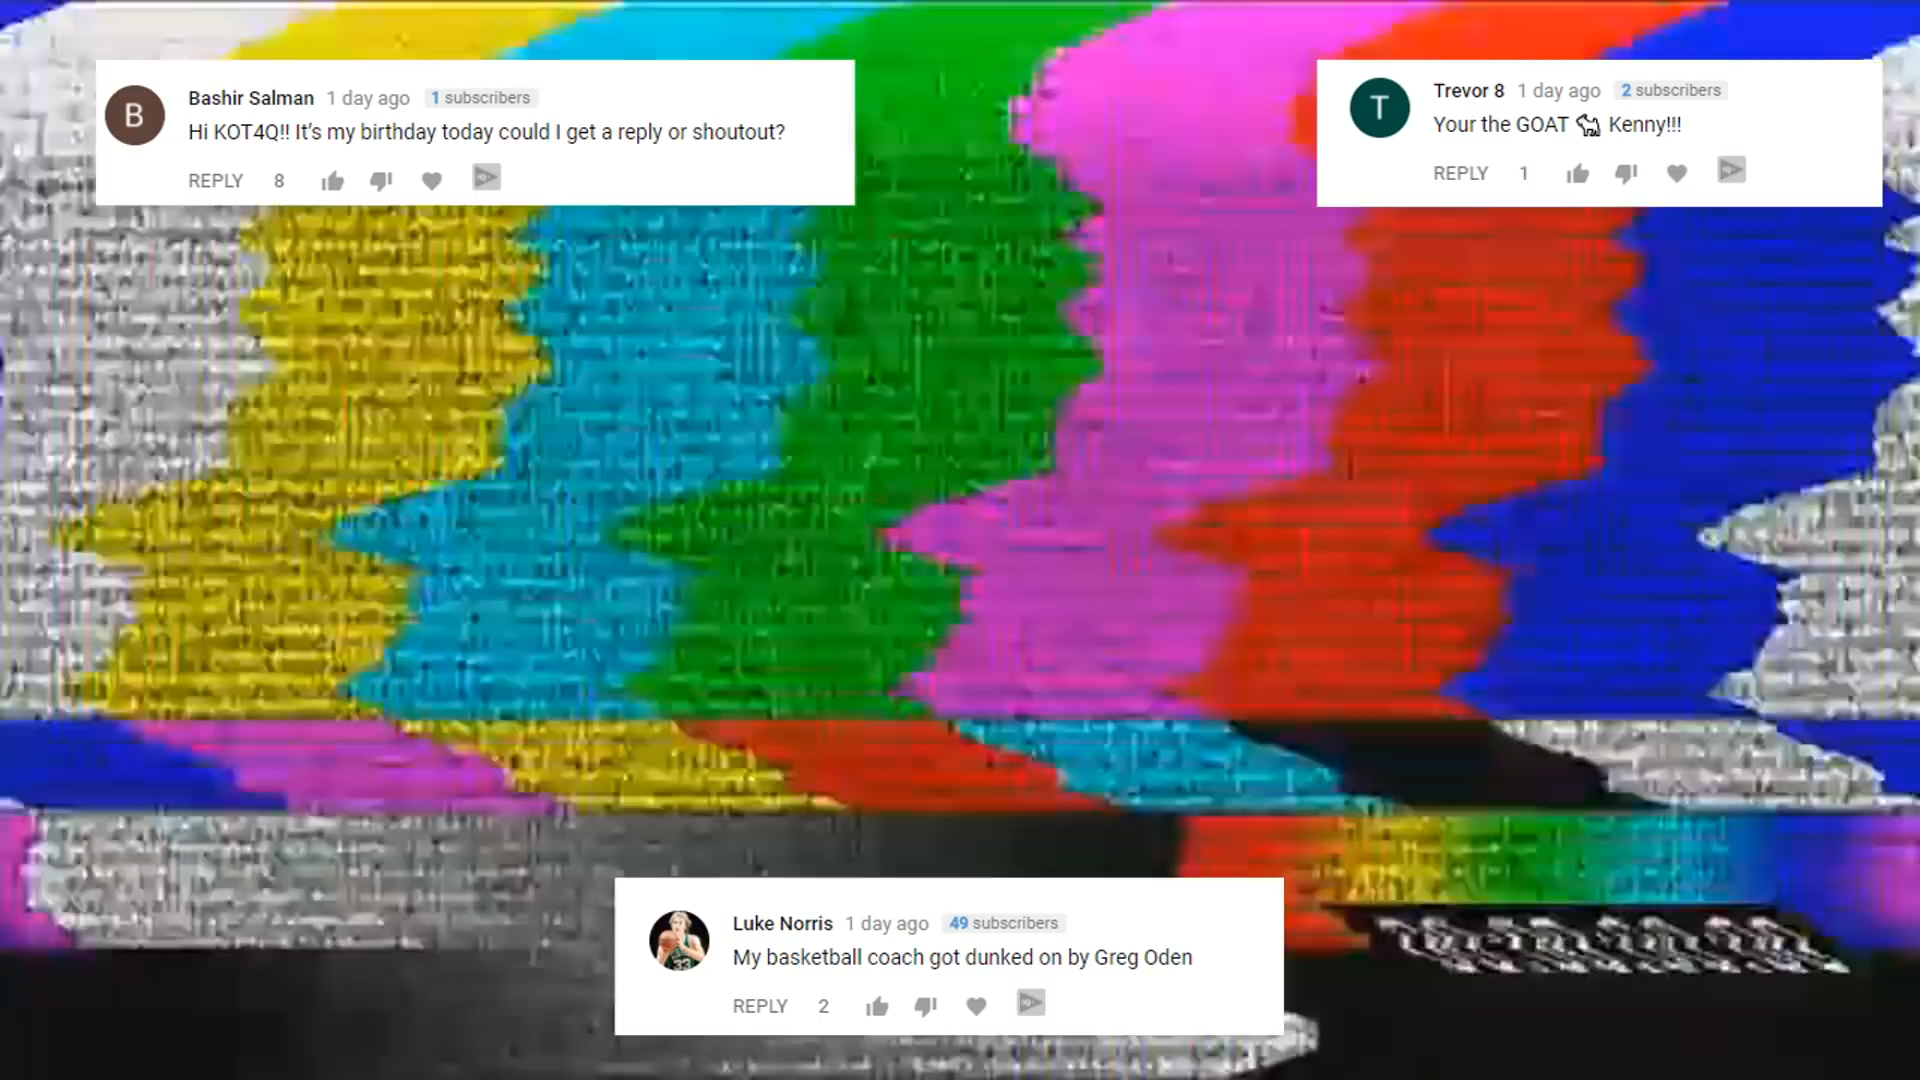 B
Bashir Salman 1 day ago 1 subscribers
Hi KOT4Q!! It's my birthday today could I get a reply or shoutout?
REPLY 8
T
Trevor 8 1 day ago 2 subscribers
Your the GOAT 🐐 Kenny!!!
REPLY 1
Luke Norris 1 day ago 49 subscribers
My basketball coach got dunked on by Greg Oden
REPLY 2